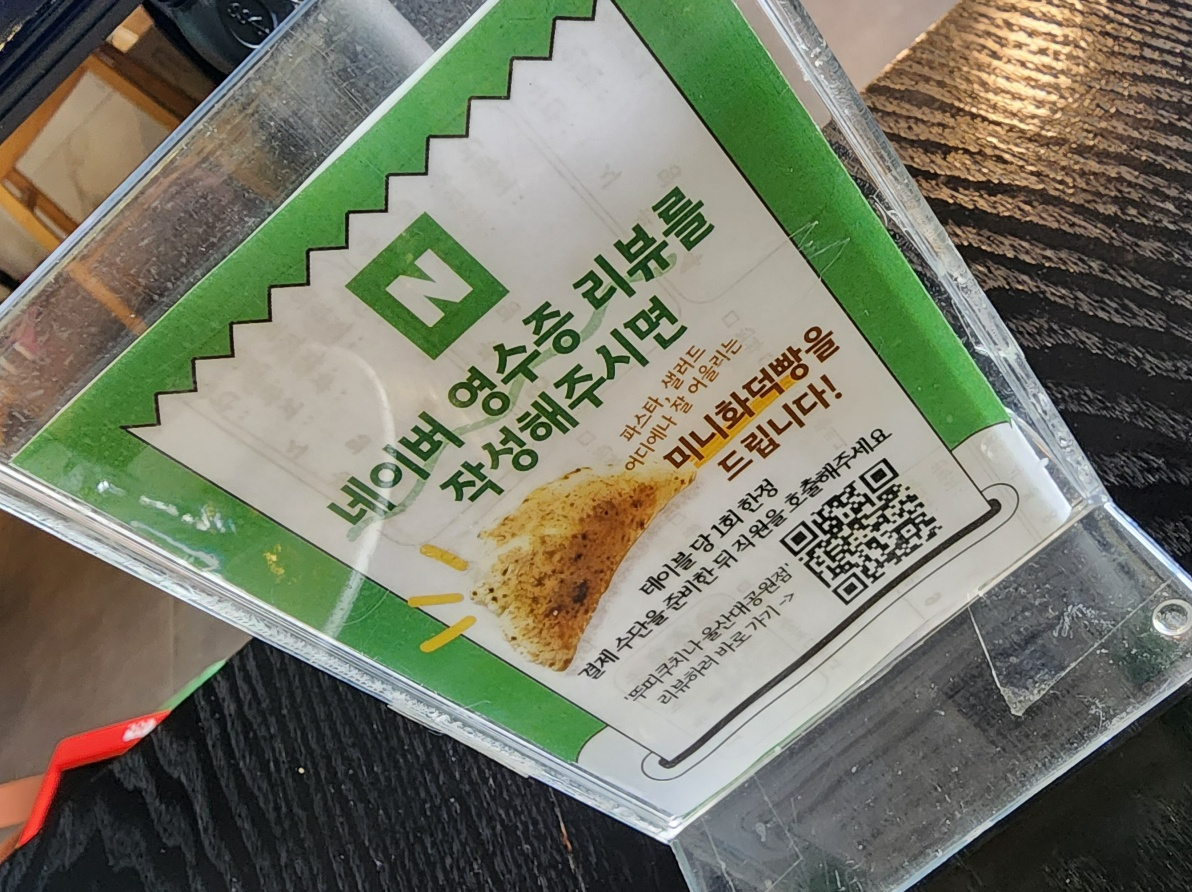 N
네이버 영수증 리뷰를
작성해주시면
파스타, 샐러드
어디에나 잘 어울리는
미니화덕빵을
드립니다!
테이블 당 1회 한정
결제 수단을 준비한 뒤 직원을 호출해주세요
'뚜띠쿠치나 울산대공원점'
리뷰하러 바로 가기 ->